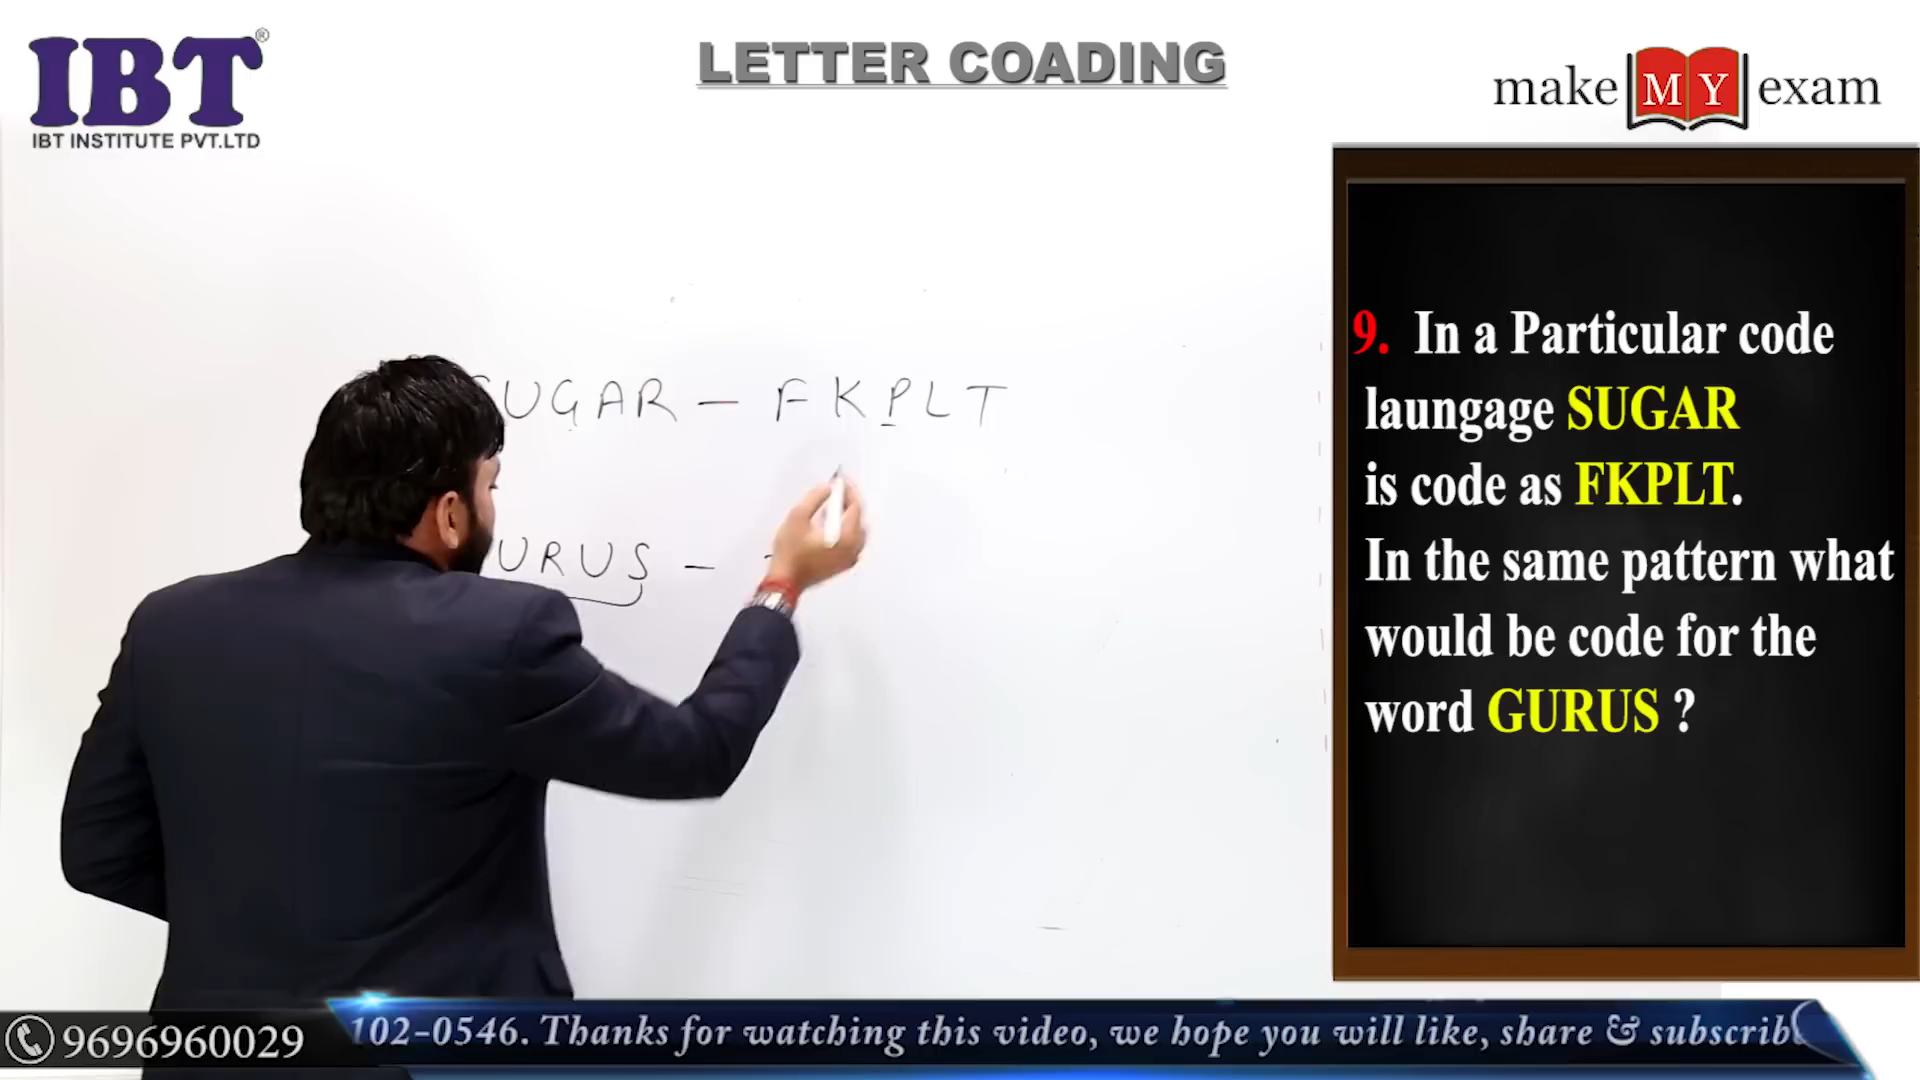 IBT®
IBT INSTITUTE PVT.LTD
LETTER COADING
make MY exam
SUGAR – FKPLT
URUS –
9. In a Particular code
laungage SUGAR
is code as FKPLT.
In the same pattern what
would be code for the
word GURUS ?
9696960029
102-0546. Thanks for watching this video, we hope you will like, share & subscrib